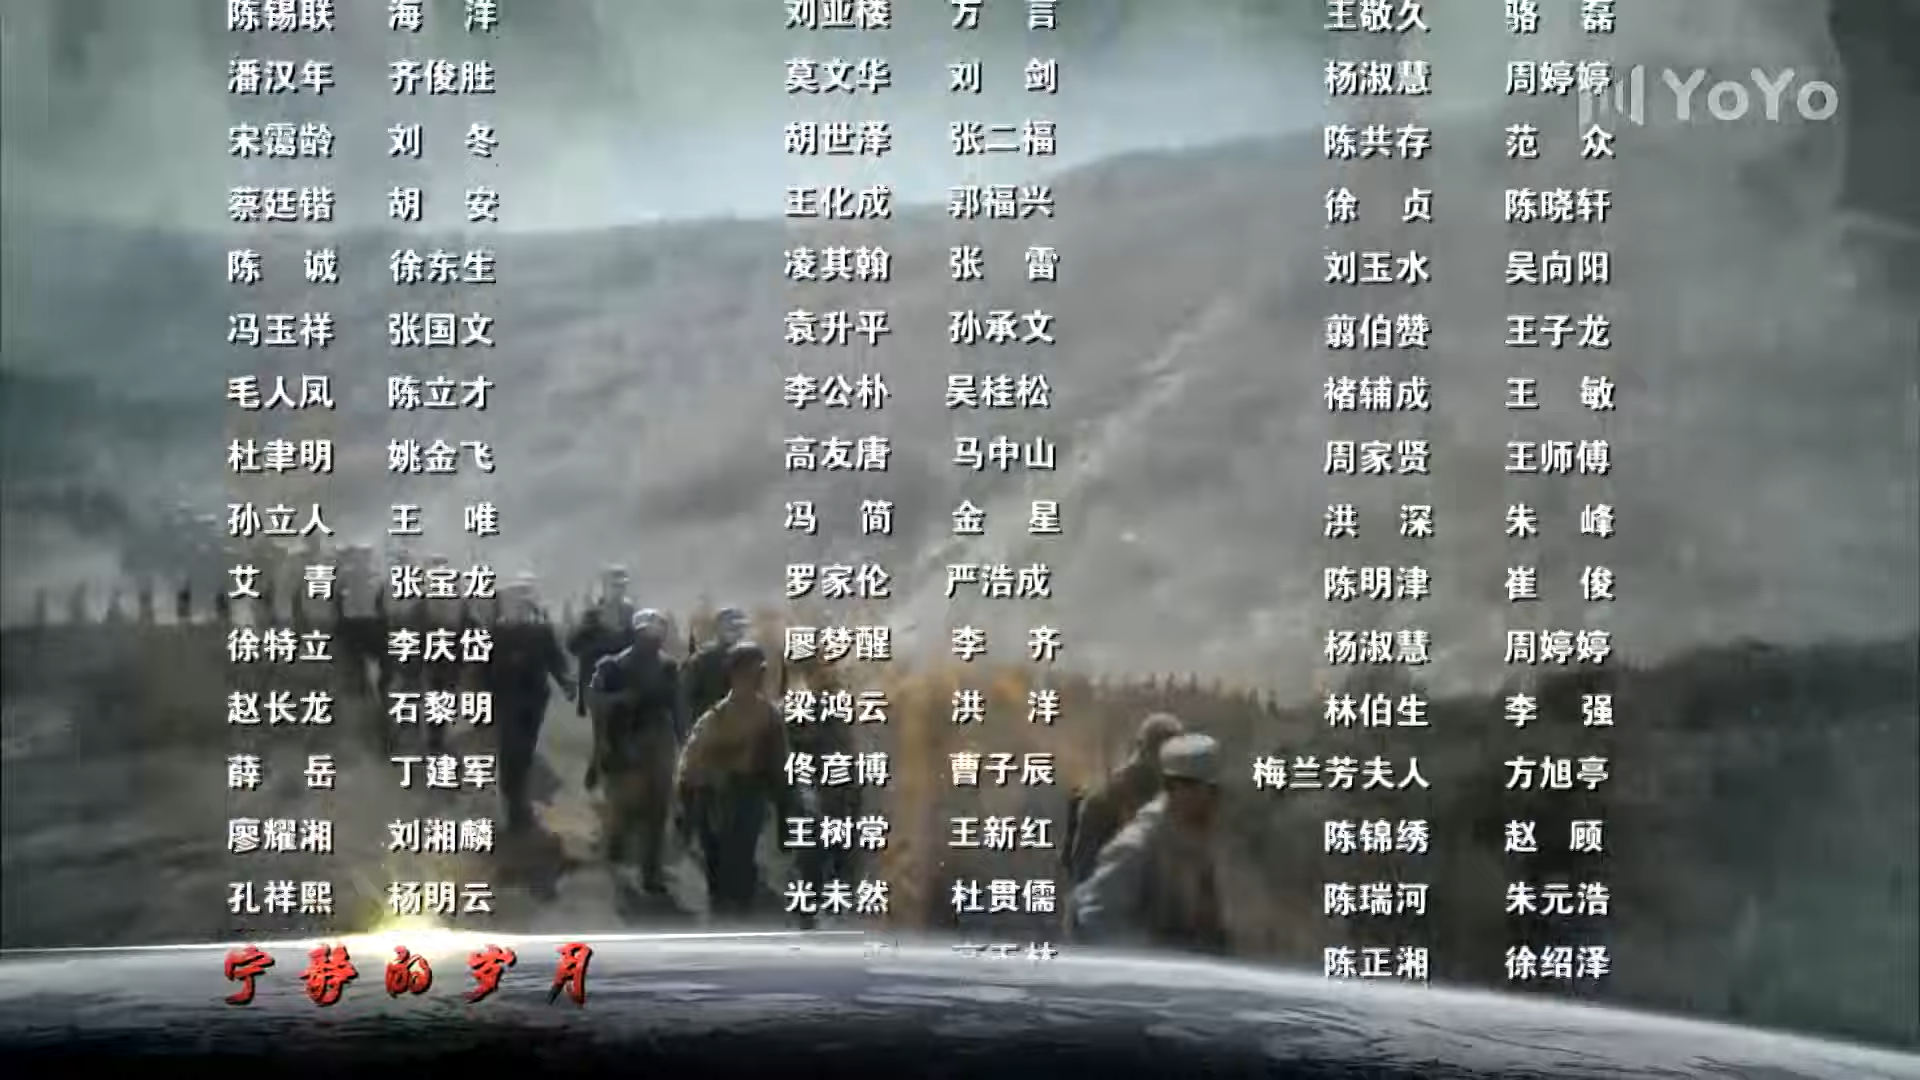 陈锡联 海 洋 刘亚楼 方 言 王敬久 骆 磊
潘汉年 齐俊胜 莫文华 刘 剑 杨淑慧 周婷婷
YoYo
宋霭龄 刘 冬 胡世泽 张二福 陈共存 范 众
蔡廷锴 胡 安 王化成 郭福兴 徐 贞 陈晓轩
陈 诚 徐东生 凌其翰 张 雷 刘玉水 吴向阳
冯玉祥 张国文 袁升平 孙承文 翦伯赞 王子龙
毛人凤 陈立才 李公朴 吴桂松 褚辅成 王 敏
杜聿明 姚金飞 高友唐 马中山 周家贤 王师傅
孙立人 王 唯 冯 简 金 星 洪 深 朱 峰
艾 青 张宝龙 罗家伦 严浩成 陈明津 崔 俊
徐特立 李庆岱 廖梦醒 李 齐 杨淑慧 周婷婷
赵长龙 石黎明 梁鸿云 洪 洋 林伯生 李 强
薛 岳 丁建军 佟彦博 曹子辰 梅兰芳夫人 方旭亭
廖耀湘 刘湘麟 王树常 王新红 陈锦绣 赵 顾
孔祥熙 杨明云 光未然 杜贯儒 陈瑞河 朱元浩
陈正湘 徐绍泽
宁静的岁月